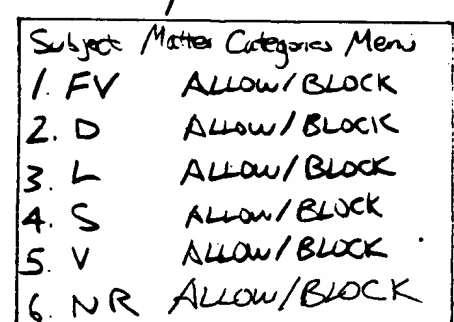 Subject Matter Categories Menu
1. FV ALLOW/BLOCK
2. D ALLOW/BLOCK
3. L ALLOW/BLOCK
4. S ALLOW/BLOCK
5. V ALLOW/BLOCK
6. NR ALLOW/BLOCK